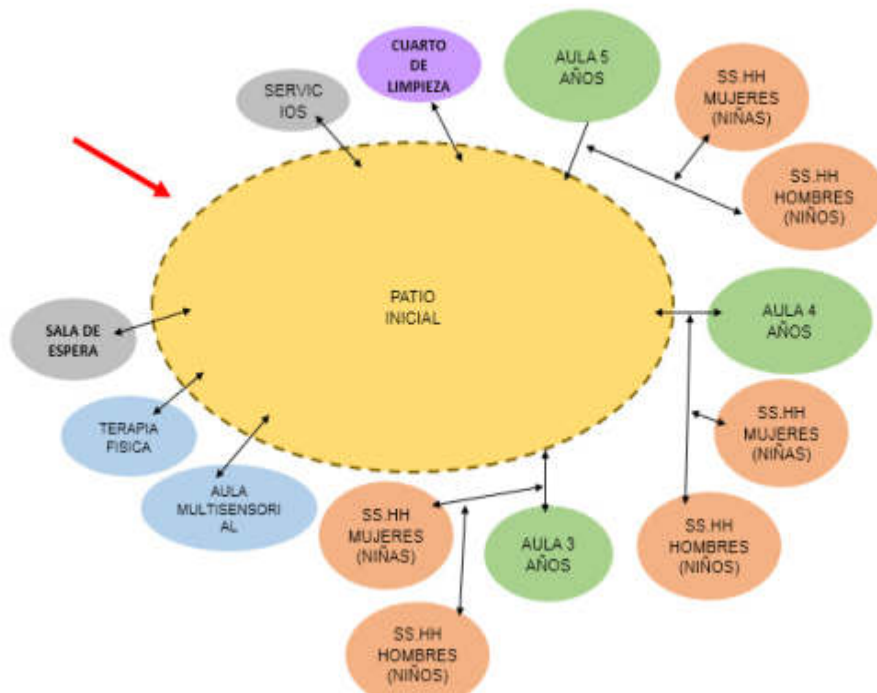 CUARTO
DE
LIMPIEZA
AULA 5
AÑOS
SERVIC
IOS
SS.HH
MUJERES
(NIÑAS)
SS.HH
HOMBRES
(NIÑOS)
PATIO
INICIAL
AULA 4
AÑOS
SALA DE
ESPERA
TERAPIA
FISICA
SS.HH
MUJERES
(NIÑAS)
AULA
MULTISENSORI
AL
SS.HH
MUJERES
(NIÑAS)
AULA 3
AÑOS
SS.HH
HOMBRES
(NIÑOS)
SS.HH
HOMBRES
(NIÑOS)